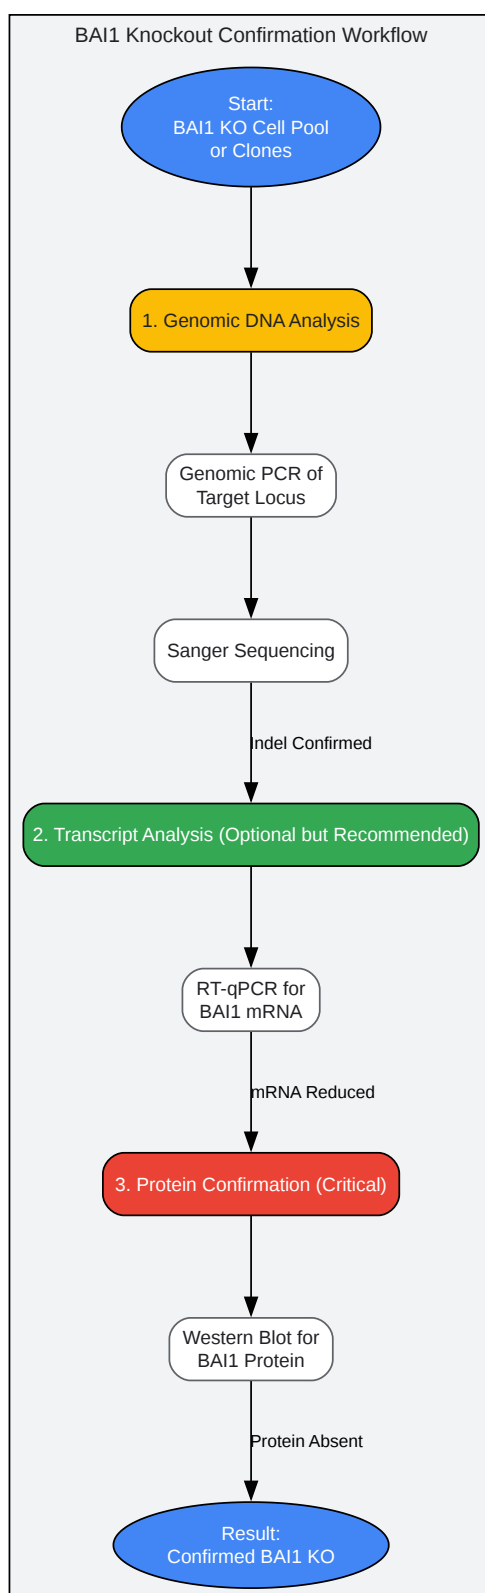 BAI1 Knockout Confirmation Workflow
Start:
BAI1 KO Cell Pool
or Clones
1. Genomic DNA Analysis
Genomic PCR of
Target Locus
Sanger Sequencing
Indel Confirmed
2. Transcript Analysis (Optional but Recommended)
RT-qPCR for
BAI1 mRNA
mRNA Reduced
3. Protein Confirmation (Critical)
Western Blot for
BAI1 Protein
Protein Absent
Result:
Confirmed BAI1 KO